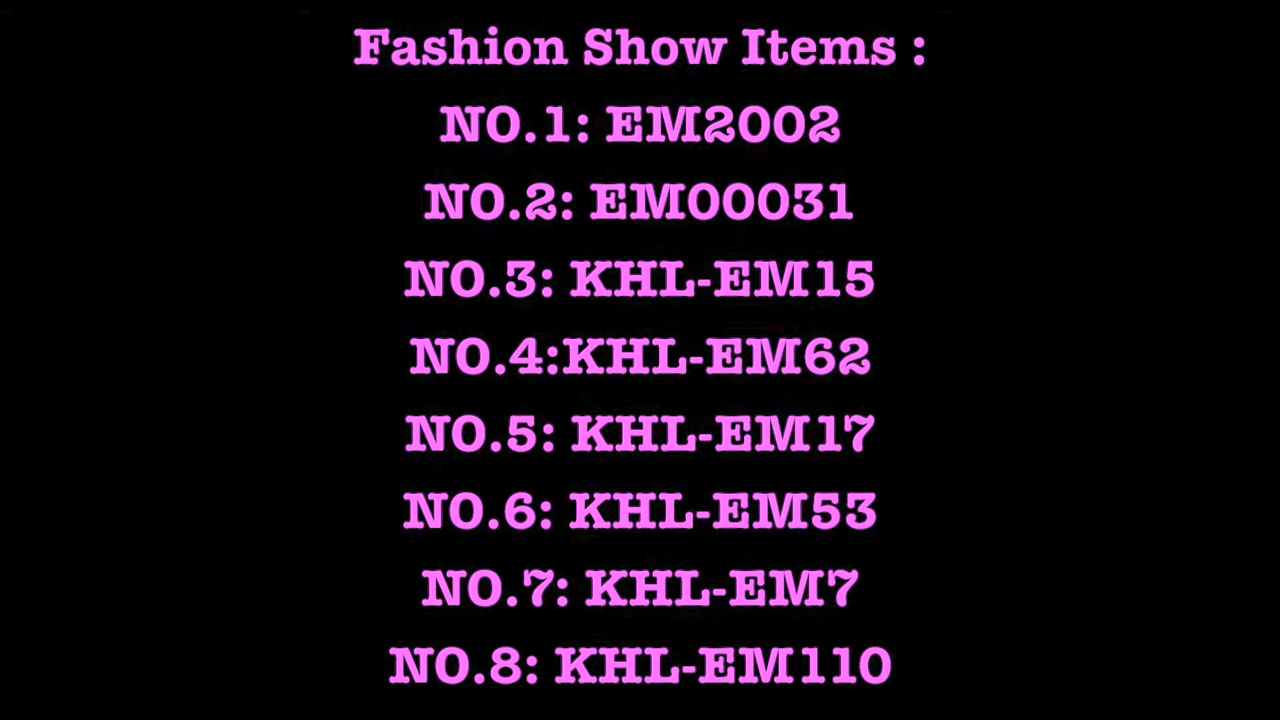 Fashion Show Items :
NO.1: EM2002
NO.2: EM00031
NO.3: KHL-EM15
NO.4:KHL-EM62
NO.5: KHL-EM17
NO.6: KHL-EM53
NO.7: KHL-EM7
NO.8: KHL-EM110